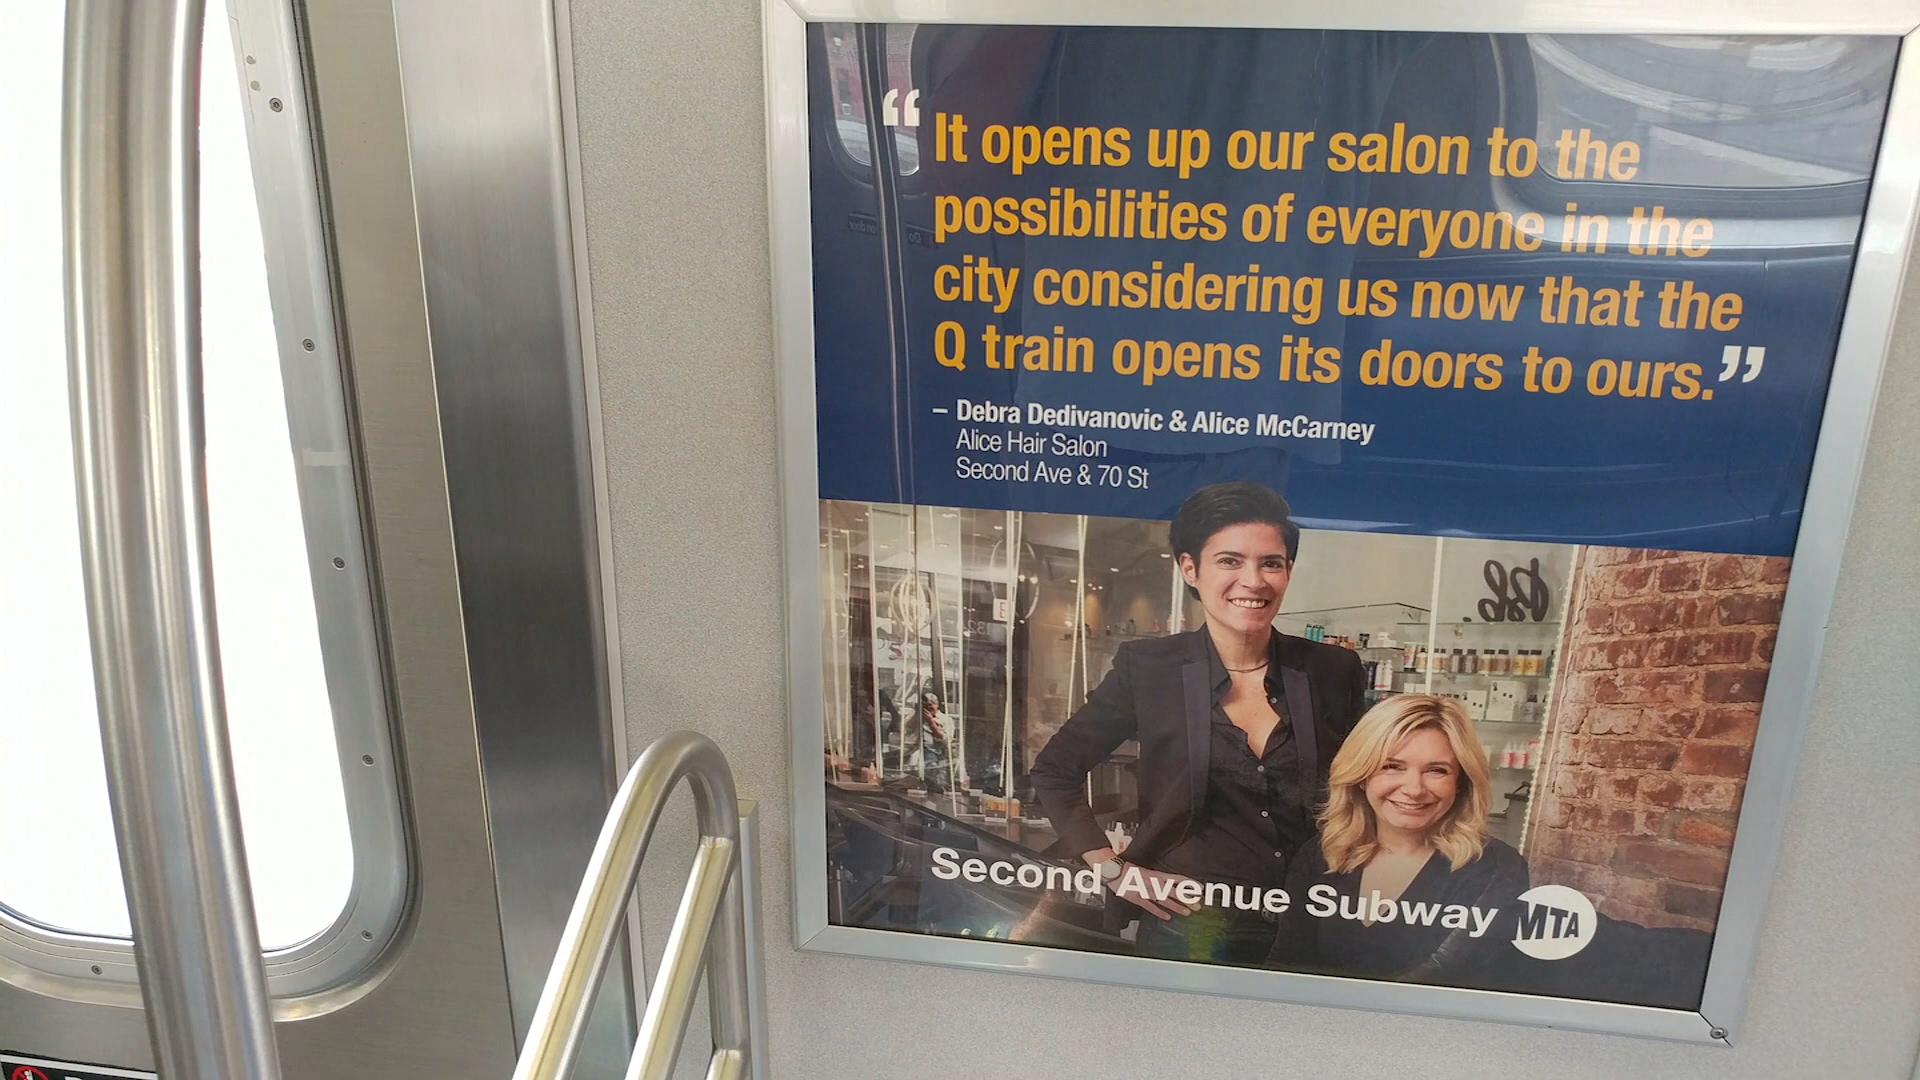 “It opens up our salon to the
possibilities of everyone in the
city considering us now that the
Q train opens its doors to ours.”
– Debra Dedivanovic & Alice McCarney
Alice Hair Salon
Second Ave & 70 St
Second Avenue Subway MTA